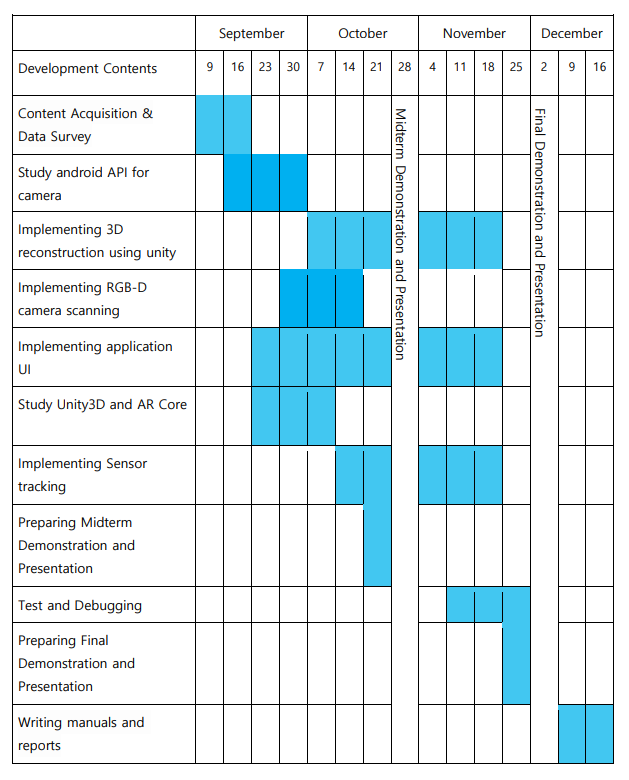 September October November December
Development Contents 9 16 23 30 7 14 21 28 4 11 18 25 2 9 16
Content Acquisition &
Data Survey
Study android API for
camera
Implementing 3D
reconstruction using unity
Implementing RGB-D
camera scanning
Implementing application
UI
Study Unity3D and AR Core
Implementing Sensor
tracking
Preparing Midterm
Demonstration and
Presentation
Test and Debugging
Preparing Final
Demonstration and
Presentation
Writing manuals and
reports
Midterm Demonstration and Presentation
Final Demonstration and Presentation